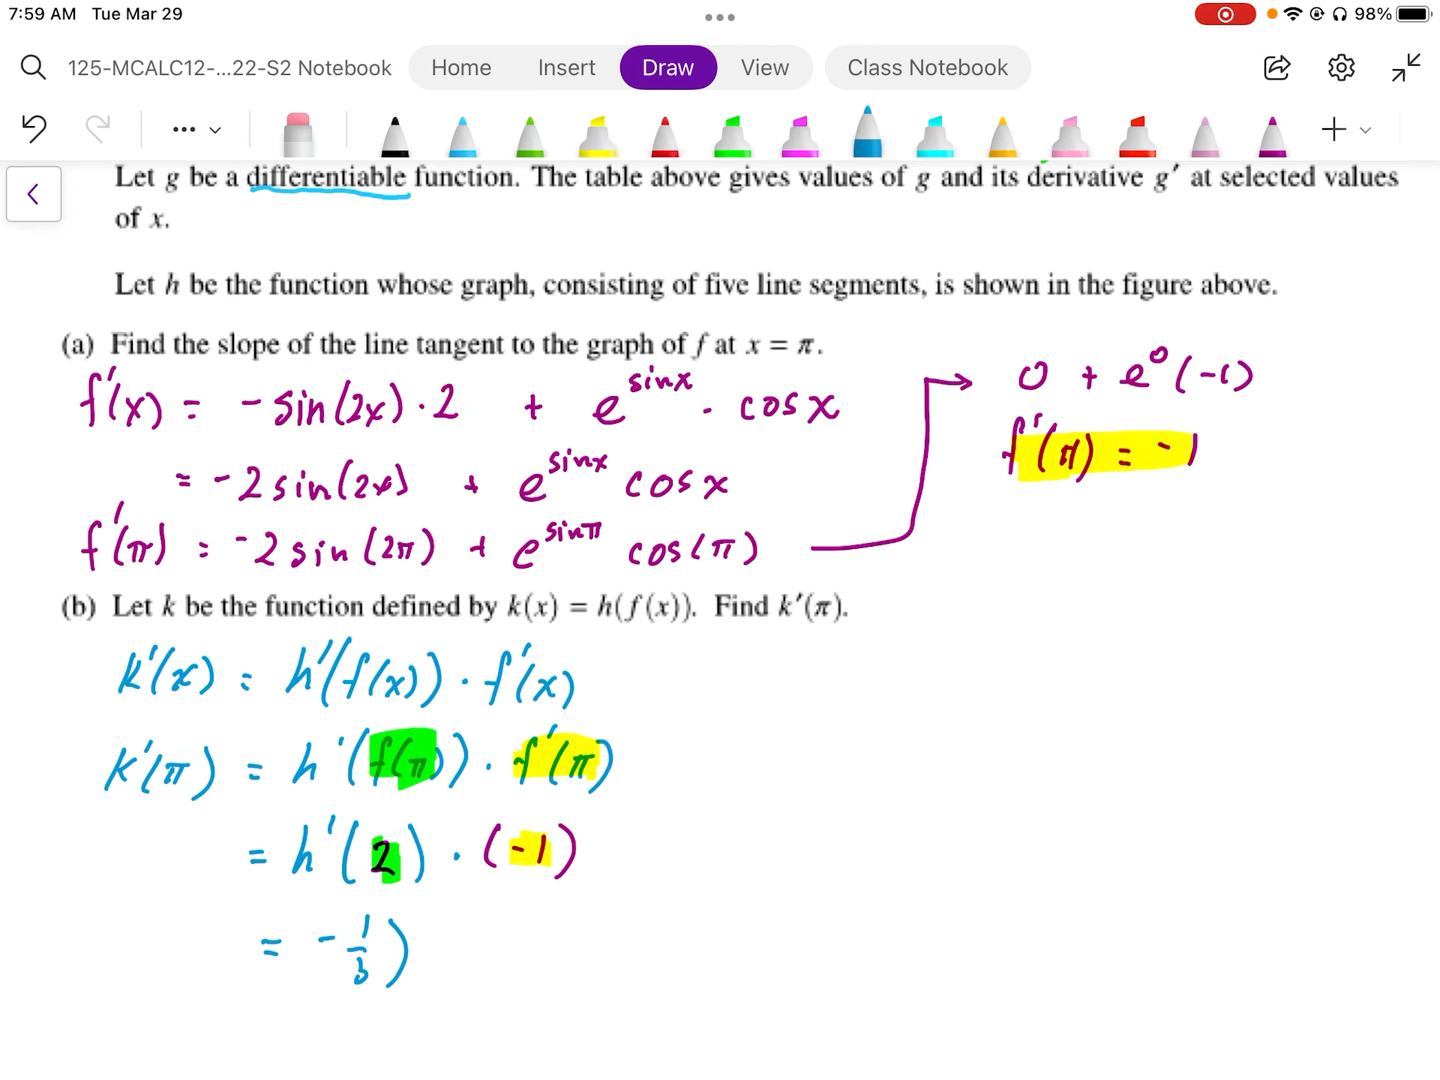 7:59 AM Tue Mar 29
98%
125-MCALC12-...22-S2 Notebook Home Insert Draw View Class Notebook
Let g be a differentiable function. The table above gives values of g and its derivative g′ at selected values
of x.
Let h be the function whose graph, consisting of five line segments, is shown in the figure above.
(a) Find the slope of the line tangent to the graph of f at x = π.
f′(x) = -sin(2x)·2 + e^sinx · cosx
= -2sin(2x) + e^sinx cosx
f′(π) = -2sin(2π) + e^sinπ cos(π)
0 + e^0(-1)
f′(π) = -1
(b) Let k be the function defined by k(x) = h(f(x)). Find k′(π).
k′(x) = h′(f(x))·f′(x)
k′(π) = h′(f(π))·f′(π)
= h′(2)·(-1)
= -1/3)